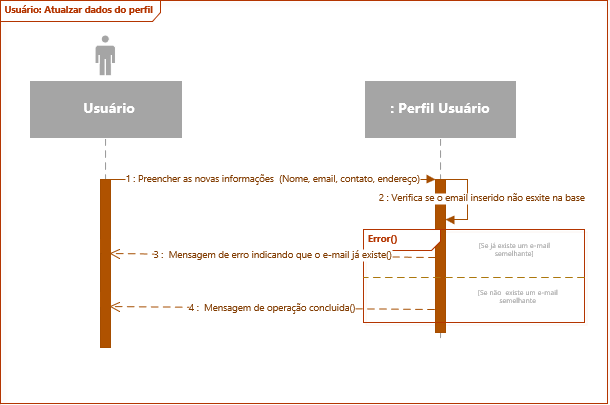 Usuário: Atualzar dados do perfil
Usuário
: Perfil Usuário
1 : Preencher as novas informações (Nome, email, contato, endereço)
2 : Verifica se o email inserido não esxite na base
Error()
(Se já existe um e-mail
semelhante)
3 : Mensagem de erro indicando que o e-mail já existe()
(Se não existe um e-mail
semelhante
4 : Mensagem de operação concluida()